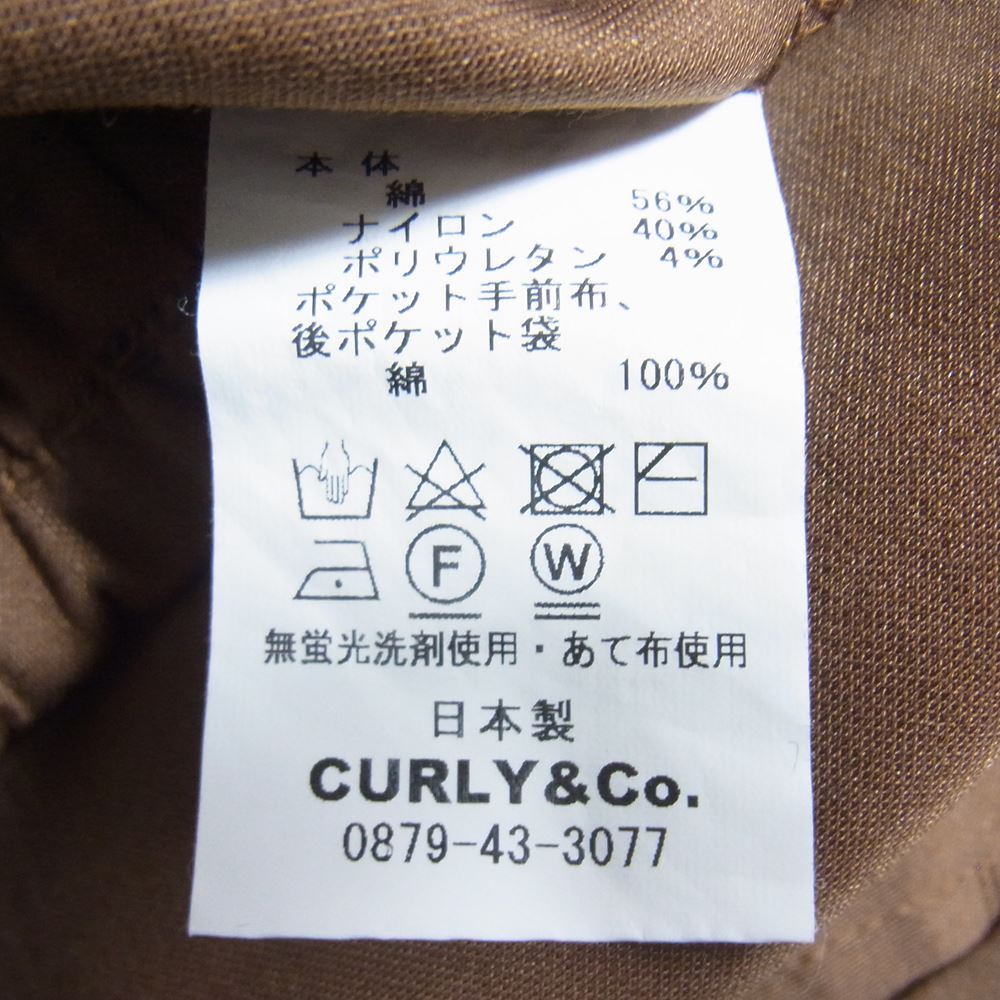 本 体
綿 56%
ナイロン 40%
ポリウレタン 4%
ポケット手前布、
後ポケット袋
綿 100%
F W
無蛍光洗剤使用・あて布使用
日本製
CURLY&Co.
0879-43-3077